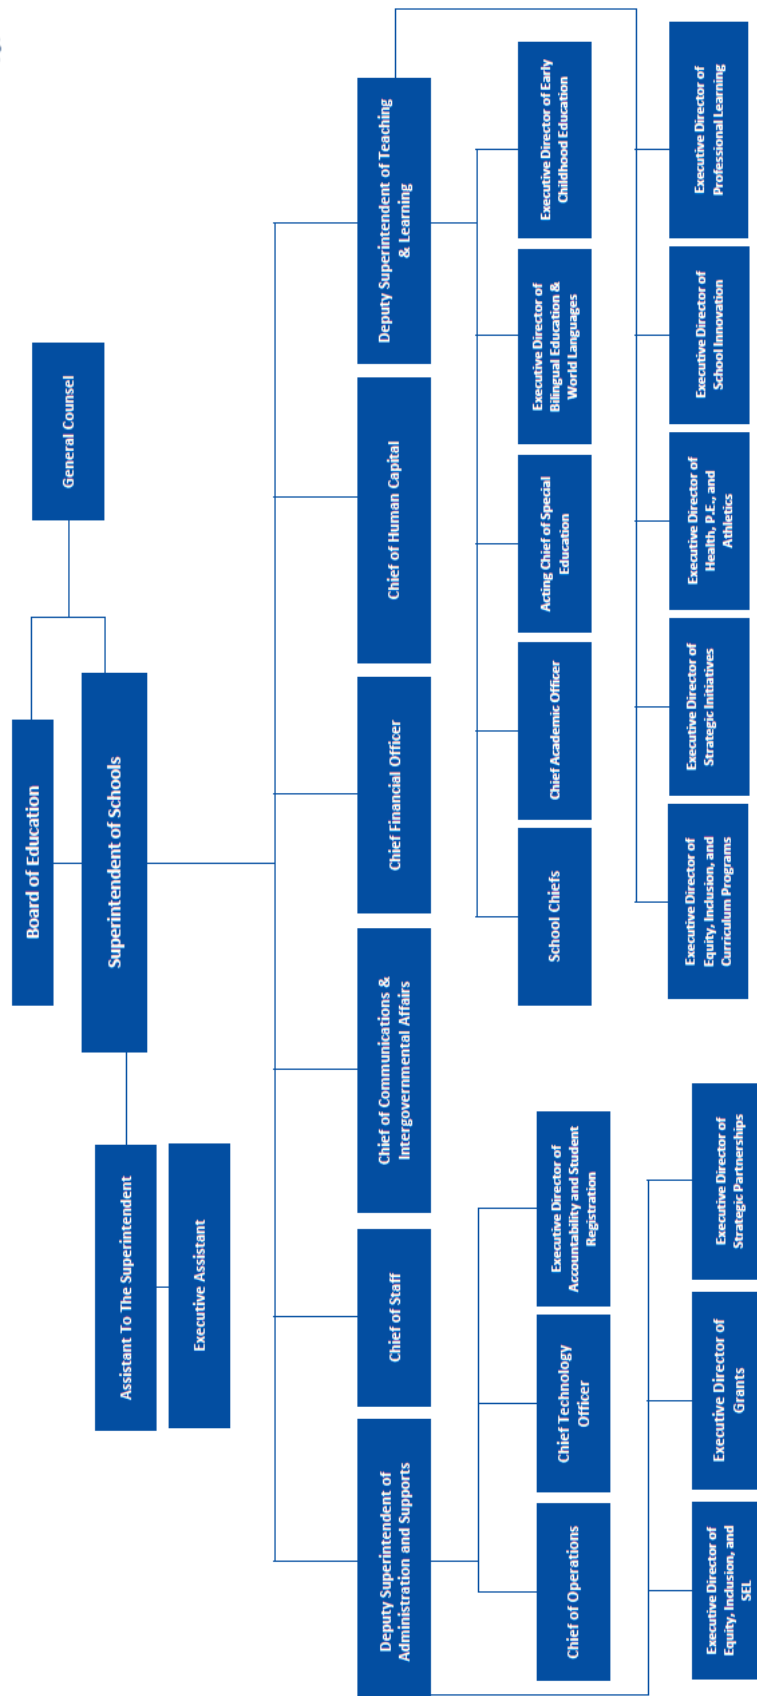 Board of Education
Superintendent of Schools
General Counsel
Assistant To The Superintendent
Executive Assistant
Deputy Superintendent of
Administration and Supports
Chief of Staff
Chief of Communications &
Intergovernmental Affairs
Chief Financial Officer
Chief of Human Capital
Deputy Superintendent of Teaching
& Learning
Chief of Operations
Chief Technology
Officer
Executive Director of
Accountability and Student
Registration
School Chiefs
Chief Academic Officer
Acting Chief of Special
Education
Executive Director of
Bilingual Education &
World Languages
Executive Director of Early
Childhood Education
Executive Director of
Equity, Inclusion, and
SEL
Executive Director of
Grants
Executive Director of
Strategic Partnerships
Executive Director of
Equity, Inclusion, and
Curriculum Programs
Executive Director of
Strategic Initiatives
Executive Director of
Health, P.E., and
Athletics
Executive Director of
School Innovation
Executive Director of
Professional Learning